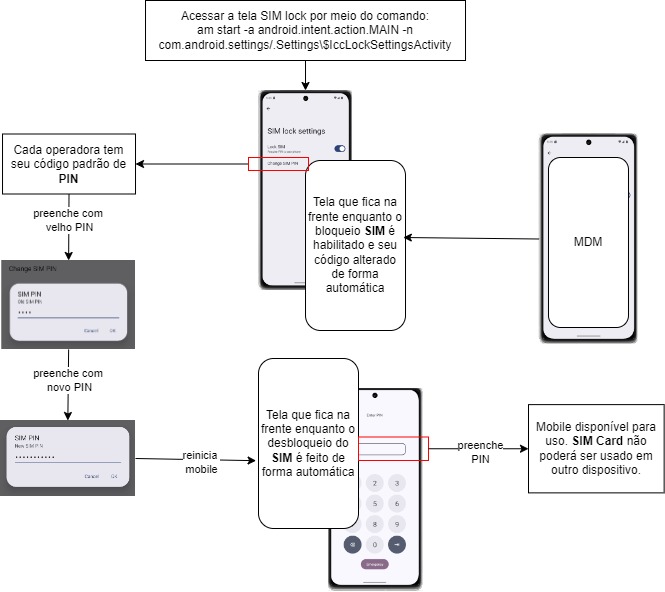 Acessar a tela SIM lock por meio do comando:
am start -a android.intent.action.MAIN -n
com.android.settings/.Settings\$IccLockSettingsActivity
SIM lock settings
Lock SIM
Change SIM PIN
Cada operadora tem
seu código padrão de
PIN
Tela que fica na
frente enquanto o
bloqueio SIM é
habilitado e seu
código alterado
de forma
automática
MDM
preenche com
velho PIN
Change SIM PIN
SIM PIN
Old SIM PIN
Cancel OK
preenche com
novo PIN
SIM PIN
New SIM PIN
Cancel OK
reinicia
mobile
Tela que fica na
frente enquanto o
desbloqueio do
SIM é feito de
forma automática
Enter PIN
2 3
5 6
8 9
0
Emergency
preenche
PIN
Mobile disponível para
uso. SIM Card não
poderá ser usado em
outro dispositivo.